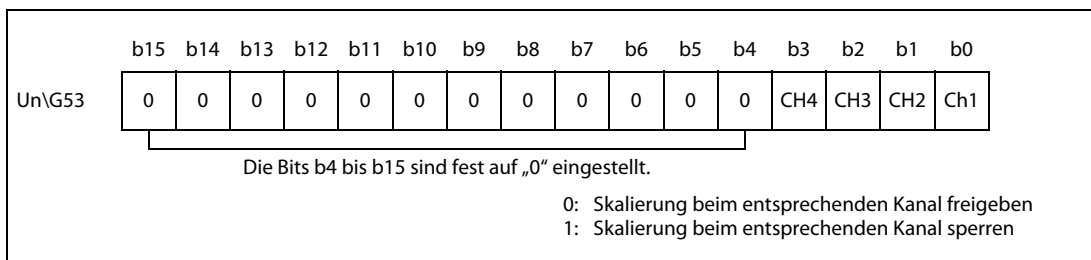 b15 b14 b13 b12 b11 b10 b9 b8 b7 b6 b5 b4 b3 b2 b1 b0
Un\G53 0 0 0 0 0 0 0 0 0 0 0 0 CH4 CH3 CH2 Ch1
Die Bits b4 bis b15 sind fest auf „0“ eingestellt.
0: Skalierung beim entsprechenden Kanal freigeben
1: Skalierung beim entsprechenden Kanal sperren